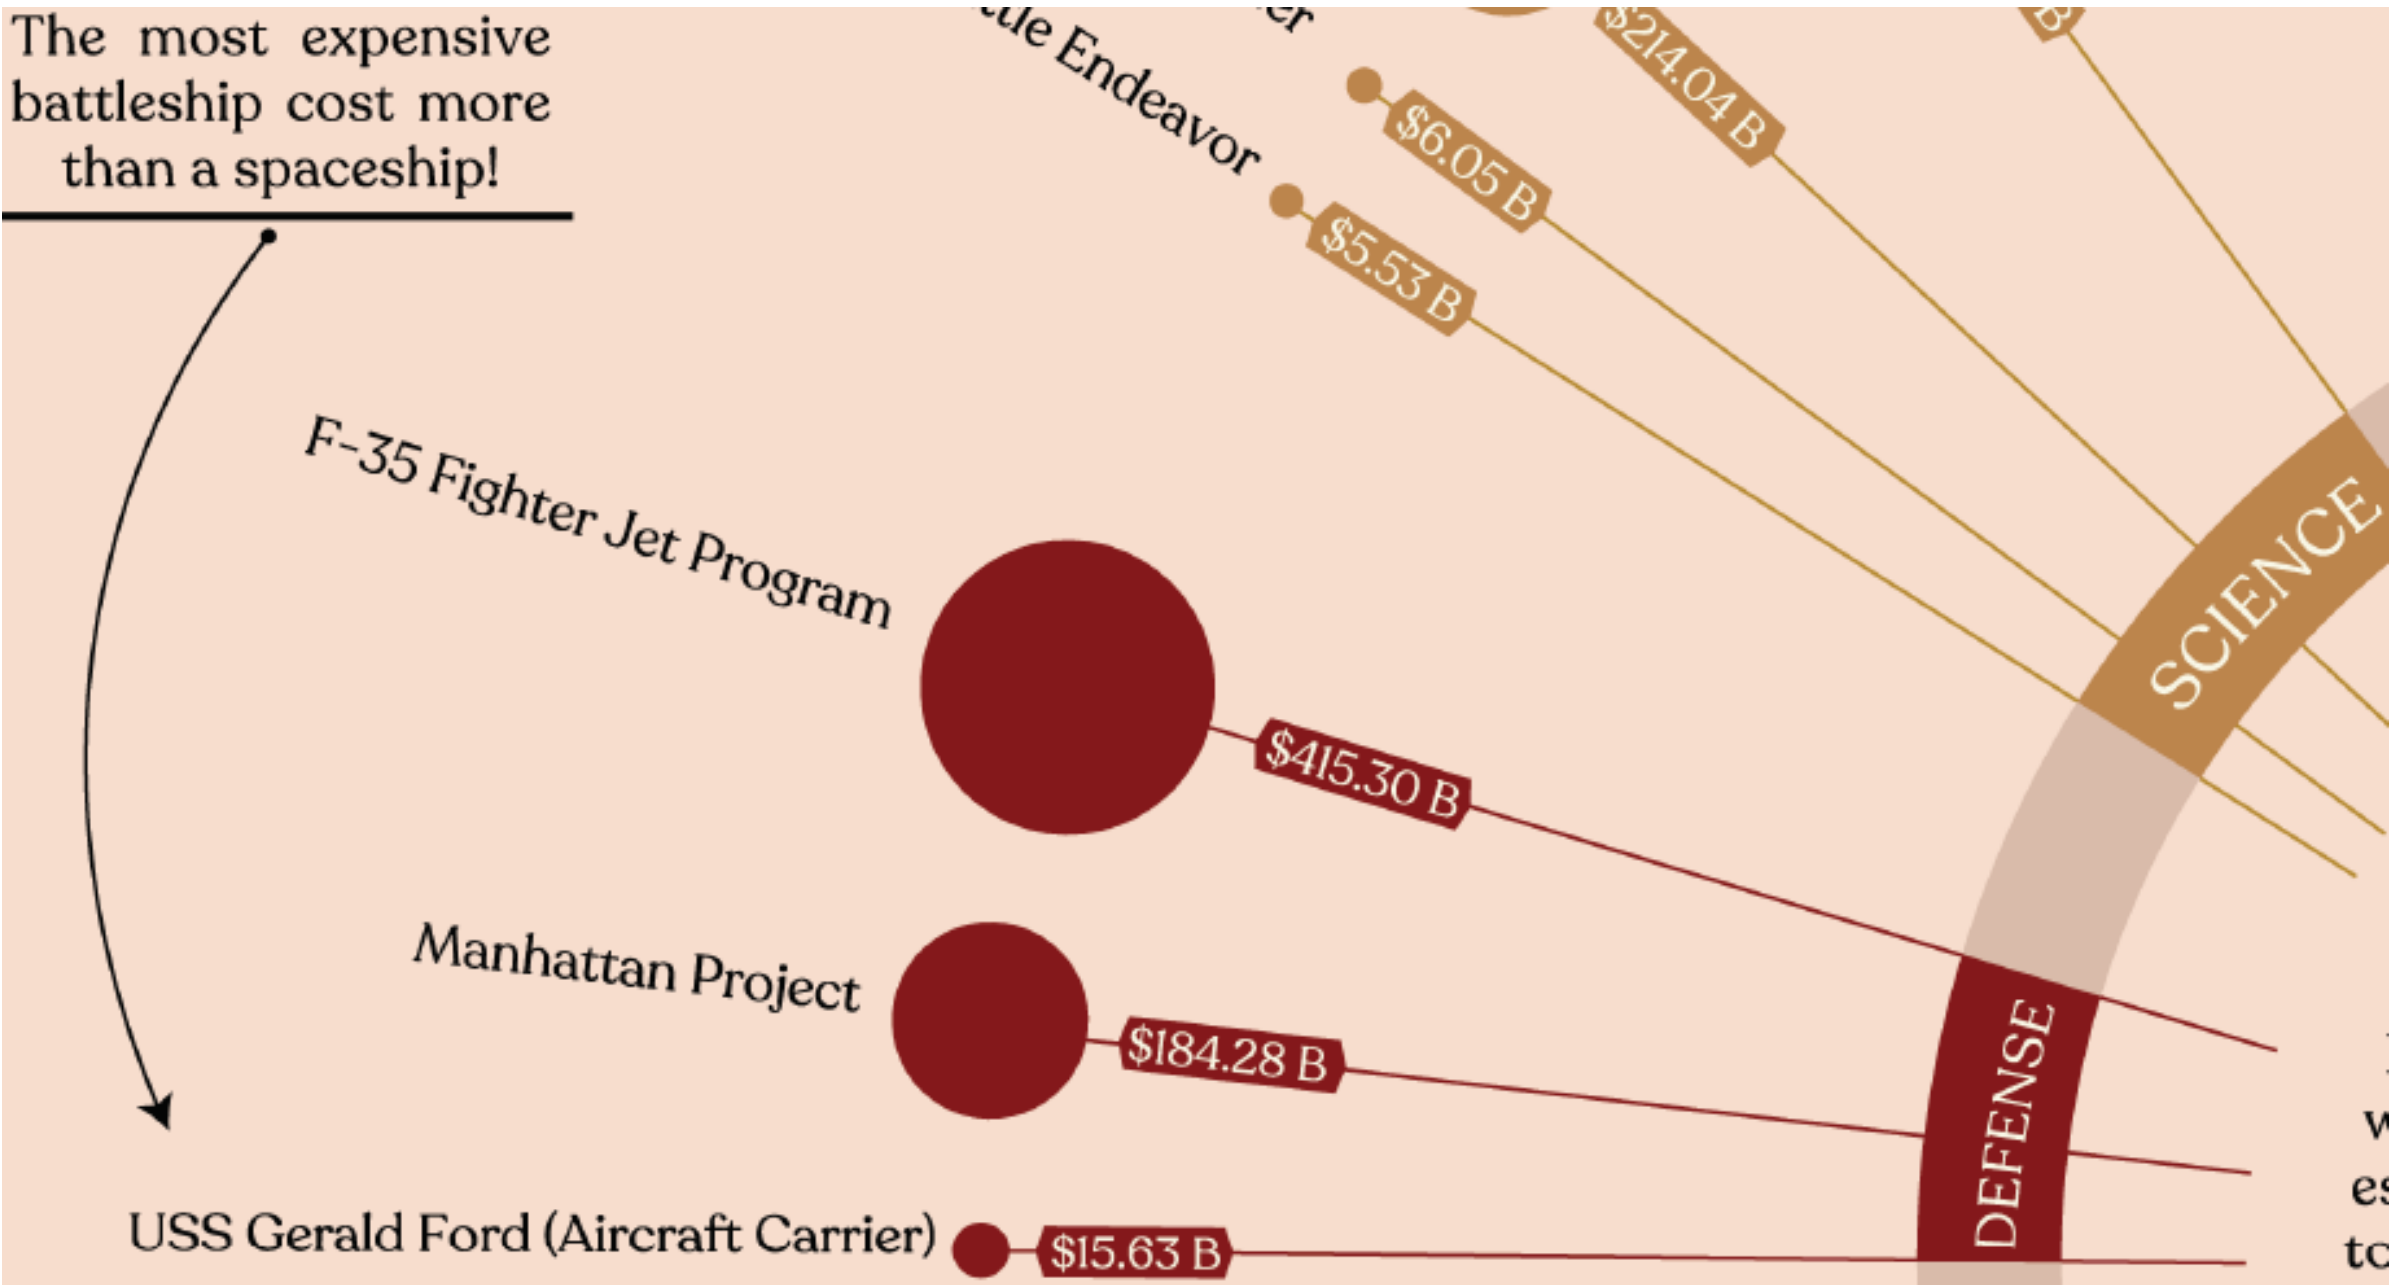 The most expensive
battleship cost more
than a spaceship!
$214.04 B
$6.05 B
Endeavor
$5.53 B
SCIENCE
F-35 Fighter Jet Program
$415.30 B
Manhattan Project
$184.28 B
DEFENSE
USS Gerald Ford (Aircraft Carrier)
$15.63 B